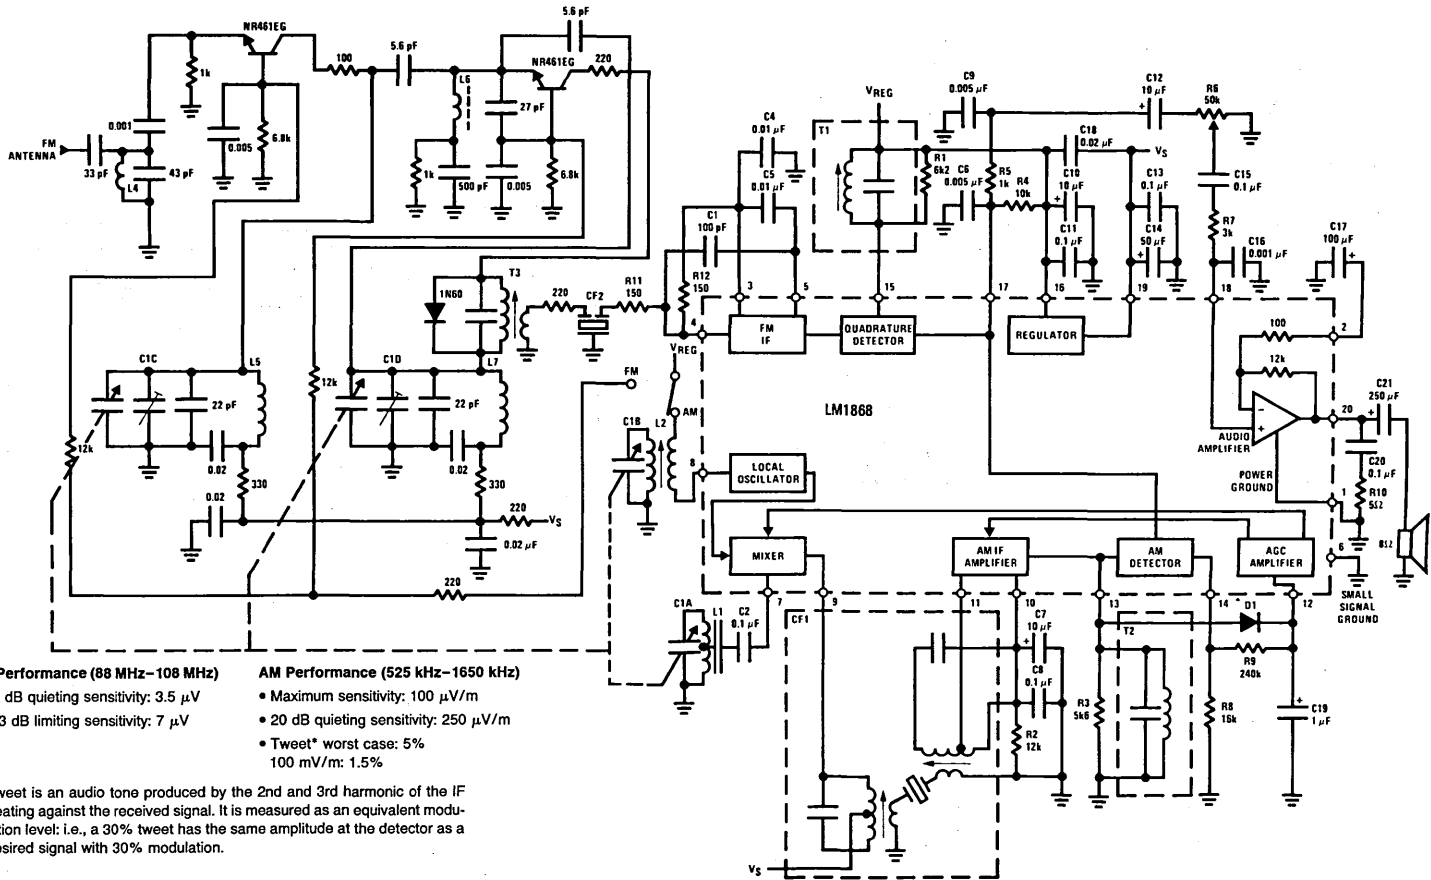 NR461EG
5.6 pF
100
5.6 pF
NR461EG
220
1k
L6
27 pF
0.001
0.005
6.8k
FM
ANTENNA
33 pF
L4
43 pF
1k
500 pF
0.005
6.8k
C9
0.005 µF
C12
10 µF
R6
50k
VREG
T1
C4
0.01 µF
C5
0.01 µF
C1
100 pF
R12
150
R1
6k2
C6
0.005 µF
R5
1k
R4
10k
C18
0.02 µF
VS
C10
10 µF
C11
0.1 µF
C13
0.1 µF
C14
50 µF
C15
0.1 µF
R7
3k
C16
0.001 µF
C17
100 µF
1N60
T3
220
CF2
R11
150
3
5
15
17
16
19
18
4
2
FM
IF
QUADRATURE
DETECTOR
REGULATOR
100
12k
VREG
FM
AM
C1C
L5
C1D
L7
22 pF
22 pF
12k
12k
0.02
0.02
330
330
0.02
220
VS
0.02 µF
220
C1B
L2
8
LM1868
LOCAL
OSCILLATOR
AUDIO
AMPLIFIER
−
+
POWER
GROUND
20
C21
250 µF
C20
0.1 µF
R10
5Ω
1
6
8Ω
MIXER
AM IF
AMPLIFIER
AM
DETECTOR
AGC
AMPLIFIER
SMALL
SIGNAL
GROUND
7
9
11
10
13
14
12
C1A
L1
C2
0.1 µF
CF1
C7
10 µF
C8
0.1 µF
R2
12k
T2
D1
R9
240k
R3
5k6
R8
16k
C19
1 µF
VS
Performance (88 MHz–108 MHz)
dB quieting sensitivity: 3.5 µV
3 dB limiting sensitivity: 7 µV
AM Performance (525 kHz–1650 kHz)
• Maximum sensitivity: 100 µV/m
• 20 dB quieting sensitivity: 250 µV/m
• Tweet* worst case: 5%
100 mV/m: 1.5%
weet is an audio tone produced by the 2nd and 3rd harmonic of the IF
eating against the received signal. It is measured as an equivalent modu-
tion level: i.e., a 30% tweet has the same amplitude at the detector as a
esired signal with 30% modulation.